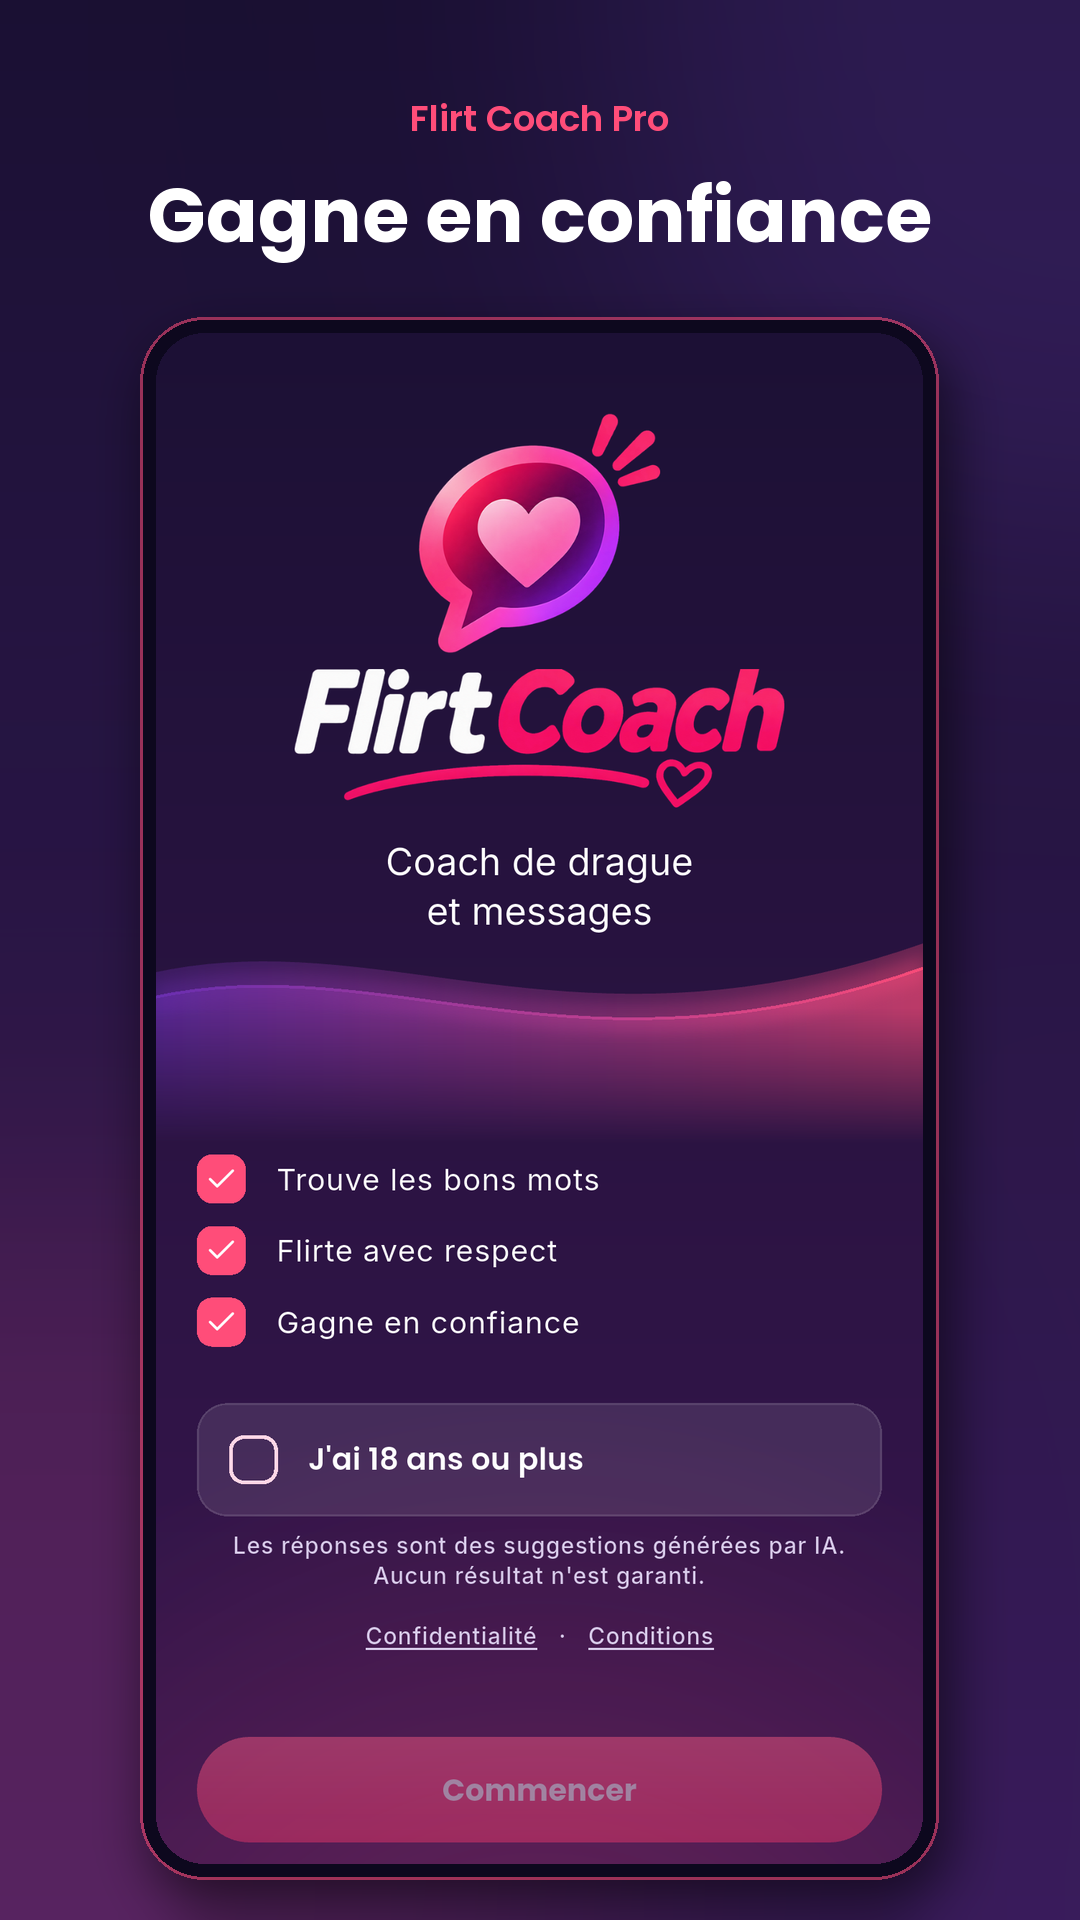 Flirt Coach Pro
Gagne en confiance
Flirt Coach
Coach de drague
et messages
Trouve les bons mots
Flirte avec respect
Gagne en confiance
J'ai 18 ans ou plus
Les réponses sont des suggestions générées par IA.
Aucun résultat n'est garanti.
Confidentialité · Conditions
Commencer